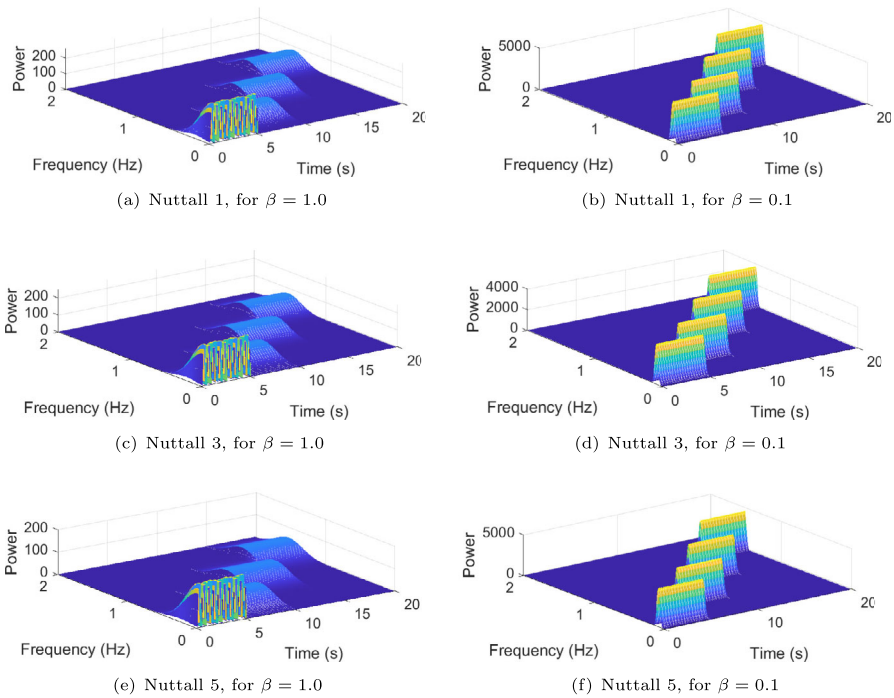 Power
200
100
0
2
1
0
Frequency (Hz)
0
5
10
15
20
Time (s)
(a) Nuttall 1, for β = 1.0
Power
5000
0
2
1
0
Frequency (Hz)
0
10
20
Time (s)
(b) Nuttall 1, for β = 0.1
Power
200
100
0
2
1
0
Frequency (Hz)
0
5
10
15
20
Time (s)
(c) Nuttall 3, for β = 1.0
Power
4000
2000
0
2
1
0
Frequency (Hz)
0
5
10
15
20
Time (s)
(d) Nuttall 3, for β = 0.1
Power
200
100
0
2
1
0
Frequency (Hz)
0
5
10
15
20
Time (s)
(e) Nuttall 5, for β = 1.0
Power
5000
0
2
1
0
Frequency (Hz)
0
10
20
Time (s)
(f) Nuttall 5, for β = 0.1